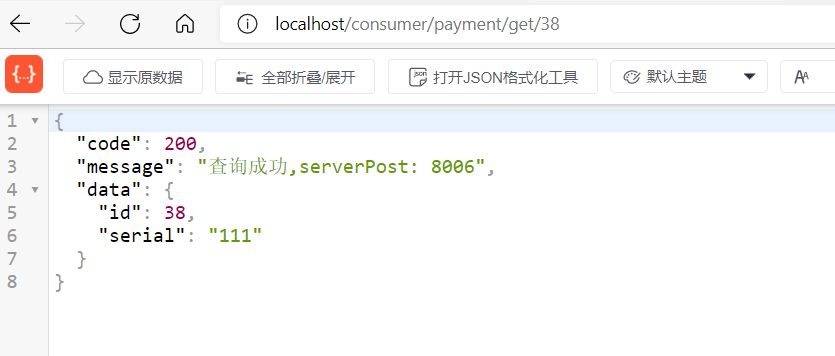 localhost/consumer/payment/get/38
{...} 显示原数据 全部折叠/展开 json 打开JSON格式化工具 默认主题 AA
1 {
2 "code": 200,
3 "message": "查询成功,serverPost: 8006",
4 "data": {
5 "id": 38,
6 "serial": "111"
7 }
8 }